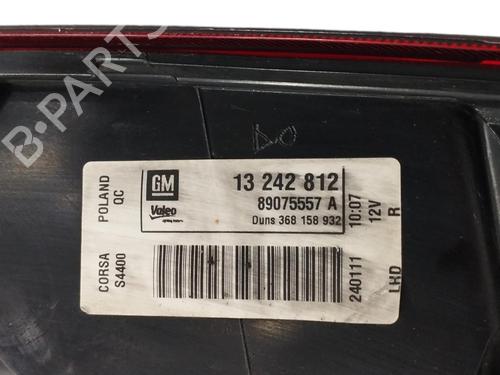 B-PARTS
POLAND
QC
GM
Valeo
13 242 812
89075557 A
Duns 368 158 932
CORSA
S4400
240111 10:07
12V
LHD R